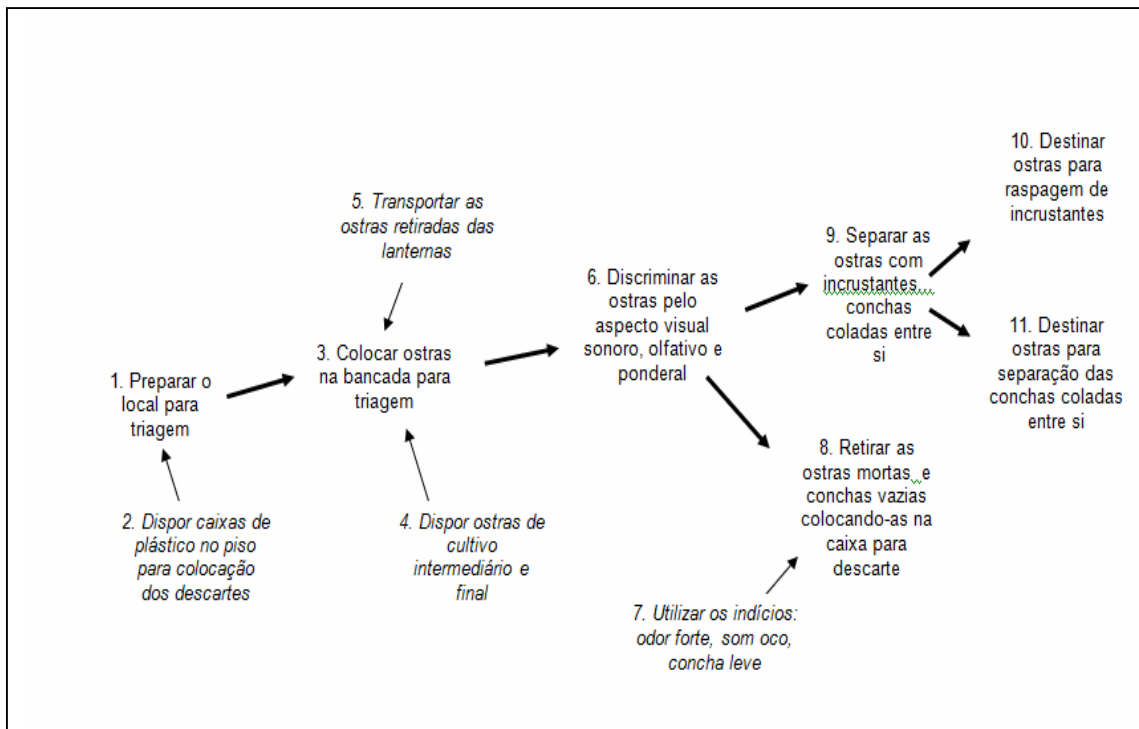 1. Preparar o
local para
triagem
2. Dispor caixas de
plástico no piso
para colocação
dos descartes
3. Colocar ostras
na bancada para
triagem
4. Dispor ostras de
cultivo
intermediário e
final
5. Transportar as
ostras retiradas das
lanternas
6. Discriminar as
ostras pelo
aspecto visual
sonoro, olfativo e
ponderal
7. Utilizar os indícios:
odor forte, som oco,
concha leve
8. Retirar as
ostras mortas e
conchas vazias
colocando-as na
caixa para
descarte
9. Separar as
ostras com
incrustantes...
conchas
coladas entre
si
10. Destinar
ostras para
raspagem de
incrustantes
11. Destinar
ostras para
separação das
conchas coladas
entre si